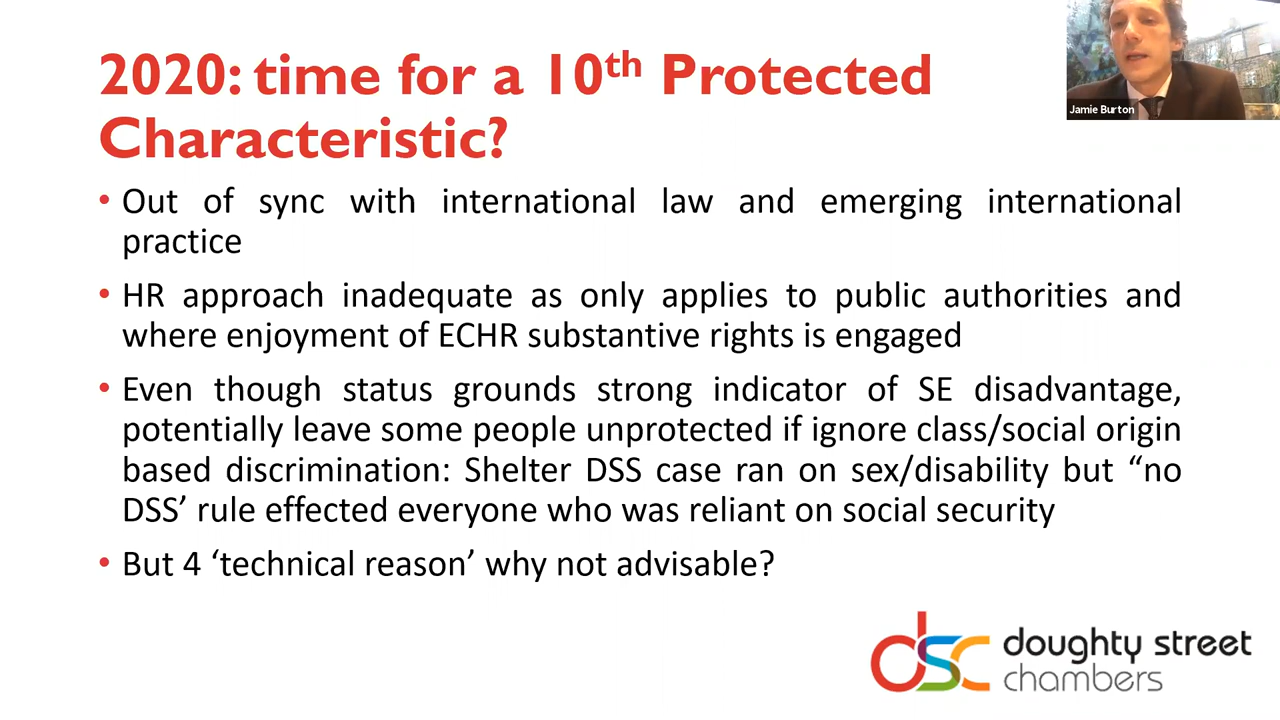 2020: time for a 10th Protected
Characteristic?
Jamie Burton
• Out of sync with international law and emerging international
practice
• HR approach inadequate as only applies to public authorities and
where enjoyment of ECHR substantive rights is engaged
• Even though status grounds strong indicator of SE disadvantage,
potentially leave some people unprotected if ignore class/social origin
based discrimination: Shelter DSS case ran on sex/disability but “no
DSS’ rule effected everyone who was reliant on social security
• But 4 ‘technical reason’ why not advisable?
dsc doughty street
chambers